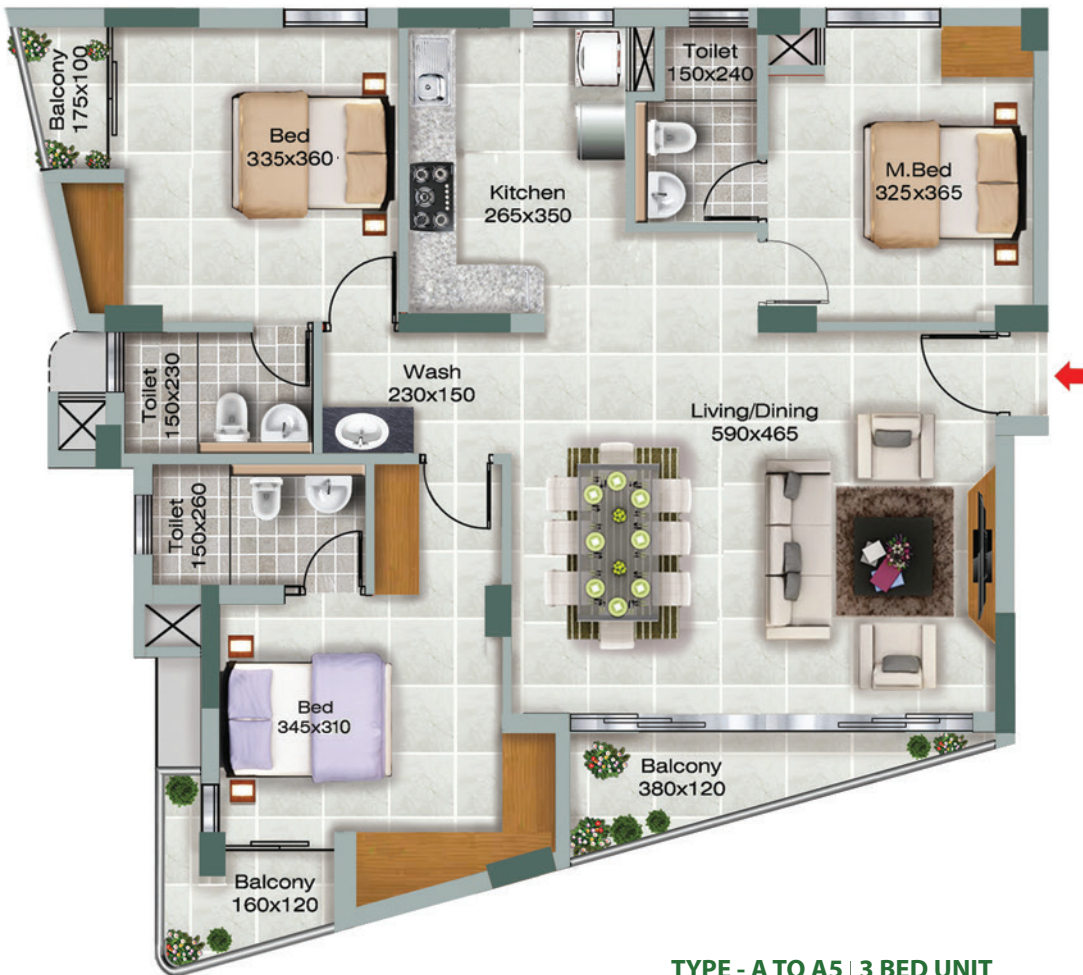 Balcony
175x100
Bed
335x360
Kitchen
265x350
Toilet
150x240
M.Bed
325x365
Toilet
150x230
Wash
230x150
Living/Dining
590x465
Toilet
150x260
Bed
345x310
Balcony
380x120
Balcony
160x120
TYPE - A TO A5 | 3 BED UNIT